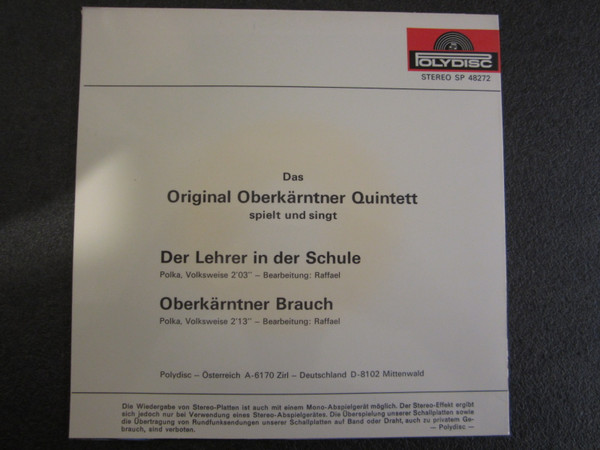 POLYDISC
STEREO SP 48272
Das
Original Oberkärntner Quintett
spielt und singt
Der Lehrer in der Schule
Polka, Volksweise 2'03" – Bearbeitung: Raffael
Oberkärntner Brauch
Polka, Volksweise 2'13" – Bearbeitung: Raffael
Polydisc – Österreich A-6170 Zirl – Deutschland D-8102 Mittenwald
Die Wiedergabe von Stereo-Platten ist auch mit einem Mono-Abspielgerät möglich. Der Stereo-Effekt ergibt
sich jedoch nur bei Verwendung eines Stereo-Abspielgerätes. Die Überspielung unserer Schallplatten sowie
die Übertragung von Rundfunksendungen unserer Schallplatten auf Band oder Draht, auch zu privatem Ge-
brauch, sind verboten. – Polydisc –